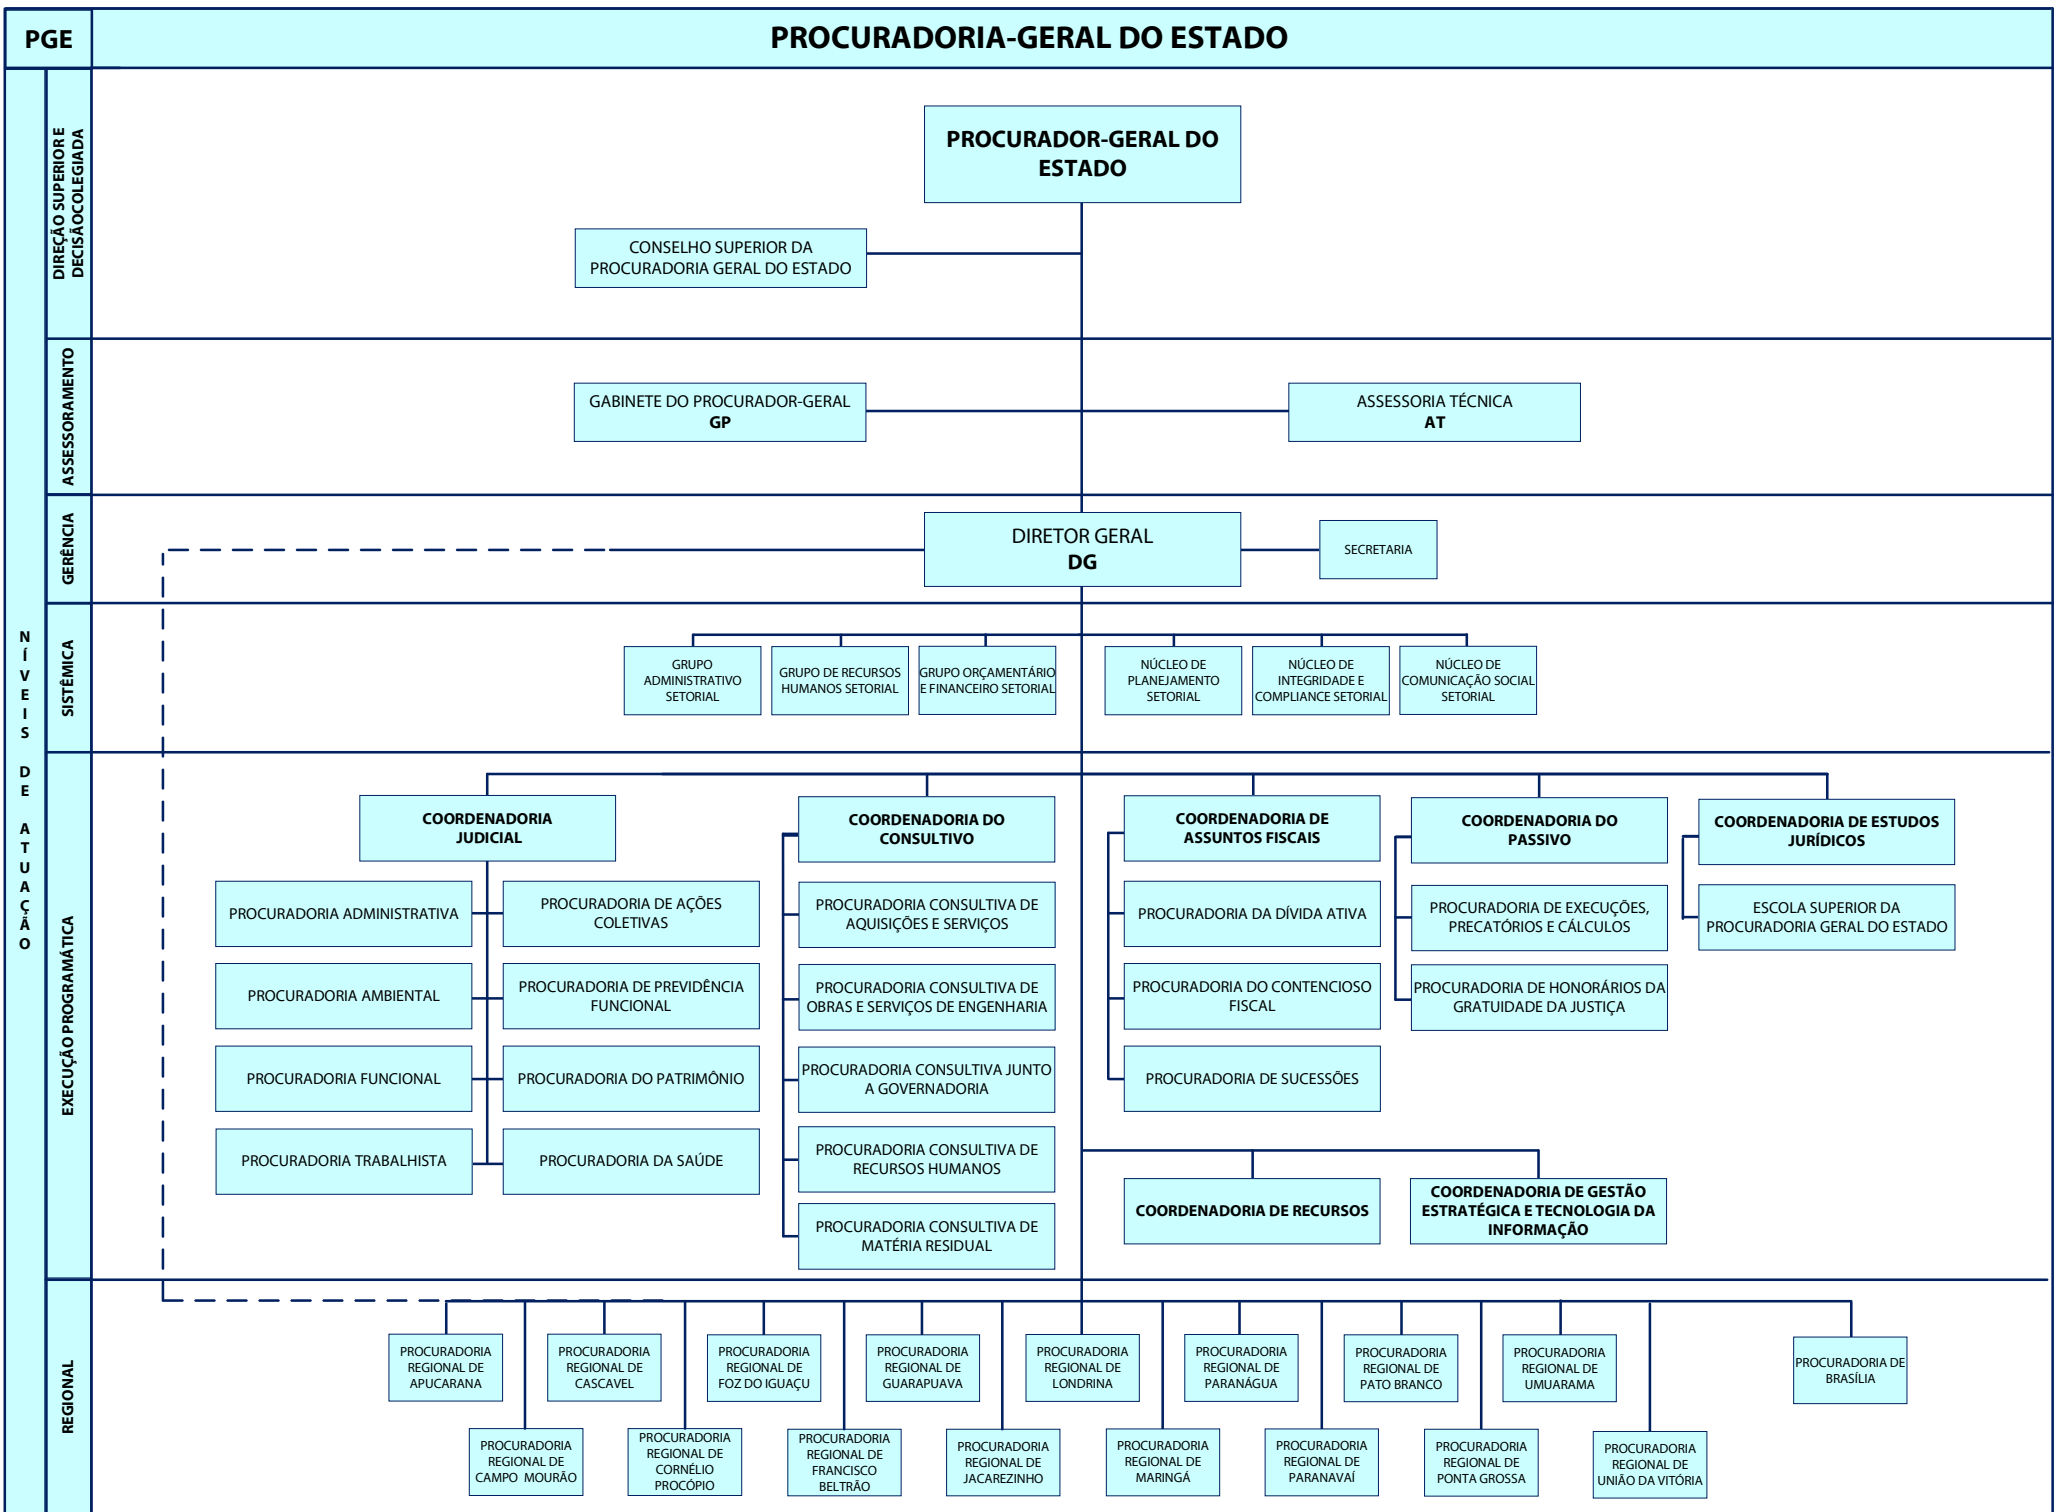 PGE
PROCURADORIA-GERAL DO ESTADO
NÍVEIS DE ATUAÇÃO
DIREÇÃO SUPERIOR E
DECISÃOCOLEGIADA
PROCURADOR-GERAL DO
ESTADO
CONSELHO SUPERIOR DA
PROCURADORIA GERAL DO ESTADO
ASSESSORAMENTO
GABINETE DO PROCURADOR-GERAL
GP
ASSESSORIA TÉCNICA
AT
GERÊNCIA
DIRETOR GERAL
DG
SECRETARIA
SISTÊMICA
GRUPO
ADMINISTRATIVO
SETORIAL
GRUPO DE RECURSOS
HUMANOS SETORIAL
GRUPO ORÇAMENTÁRIO
E FINANCEIRO SETORIAL
NÚCLEO DE
PLANEJAMENTO
SETORIAL
NÚCLEO DE
INTEGRIDADE E
COMPLIANCE SETORIAL
NÚCLEO DE
COMUNICAÇÃO SOCIAL
SETORIAL
EXECUÇÃO PROGRAMÁTICA
COORDENADORIA
JUDICIAL
PROCURADORIA ADMINISTRATIVA
PROCURADORIA DE AÇÕES
COLETIVAS
PROCURADORIA AMBIENTAL
PROCURADORIA DE PREVIDÊNCIA
FUNCIONAL
PROCURADORIA FUNCIONAL
PROCURADORIA DO PATRIMÔNIO
PROCURADORIA TRABALHISTA
PROCURADORIA DA SAÚDE
COORDENADORIA DO
CONSULTIVO
PROCURADORIA CONSULTIVA DE
AQUISIÇÕES E SERVIÇOS
PROCURADORIA CONSULTIVA DE
OBRAS E SERVIÇOS DE ENGENHARIA
PROCURADORIA CONSULTIVA JUNTO
A GOVERNADORIA
PROCURADORIA CONSULTIVA DE
RECURSOS HUMANOS
PROCURADORIA CONSULTIVA DE
MATÉRIA RESIDUAL
COORDENADORIA DE
ASSUNTOS FISCAIS
PROCURADORIA DA DÍVIDA ATIVA
PROCURADORIA DO CONTENCIOSO
FISCAL
PROCURADORIA DE SUCESSÕES
COORDENADORIA DO
PASSIVO
PROCURADORIA DE EXECUÇÕES,
PRECATÓRIOS E CÁLCULOS
PROCURADORIA DE HONORÁRIOS DA
GRATUIDADE DA JUSTIÇA
COORDENADORIA DE ESTUDOS
JURÍDICOS
ESCOLA SUPERIOR DA
PROCURADORIA GERAL DO ESTADO
COORDENADORIA DE RECURSOS
COORDENADORIA DE GESTÃO
ESTRATÉGICA E TECNOLOGIA DA
INFORMAÇÃO
REGIONAL
PROCURADORIA
REGIONAL DE
APUCARANA
PROCURADORIA
REGIONAL DE
CASCAVEL
PROCURADORIA
REGIONAL DE
FOZ DO IGUAÇU
PROCURADORIA
REGIONAL DE
GUARAPUAVA
PROCURADORIA
REGIONAL DE
LONDRINA
PROCURADORIA
REGIONAL DE
PARANÁGUA
PROCURADORIA
REGIONAL DE
PATO BRANCO
PROCURADORIA
REGIONAL DE
UMUARAMA
PROCURADORIA DE
BRASÍLIA
PROCURADORIA
REGIONAL DE
CAMPO MOURÃO
PROCURADORIA
REGIONAL DE
CORNÉLIO
PROCÓPIO
PROCURADORIA
REGIONAL DE
FRANCISCO
BELTRÃO
PROCURADORIA
REGIONAL DE
JACAREZINHO
PROCURADORIA
REGIONAL DE
MARINGÁ
PROCURADORIA
REGIONAL DE
PARANAVAÍ
PROCURADORIA
REGIONAL DE
PONTA GROSSA
PROCURADORIA
REGIONAL DE
UNIÃO DA VITÓRIA